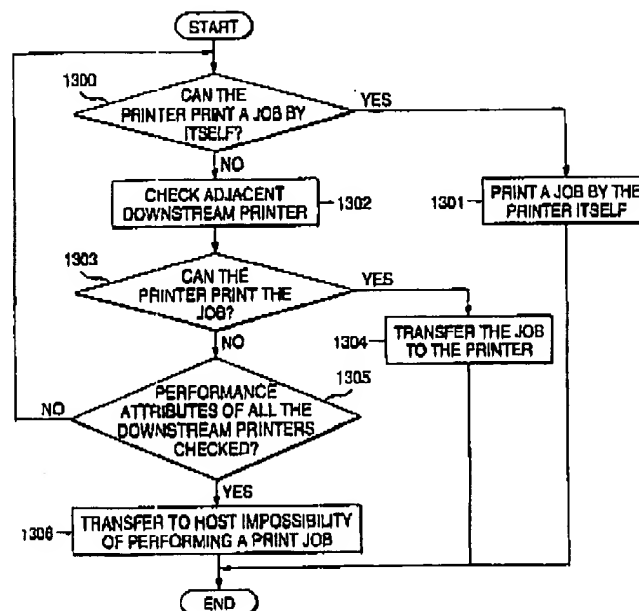 START
1300
CAN THE
PRINTER PRINT A JOB BY
ITSELF?
YES
NO
CHECK ADJACENT
DOWNSTREAM PRINTER
1302
1301
PRINT A JOB BY THE
PRINTER ITSELF
1303
CAN THE
PRINTER PRINT THE
JOB?
YES
NO
1304
TRANSFER THE JOB
TO THE PRINTER
1305
PERFORMANCE
ATTRIBUTES OF ALL THE
DOWNSTREAM PRINTERS
CHECKED?
NO
YES
1306
TRANSFER TO HOST IMPOSSIBILITY
OF PERFORMING A PRINT JOB
END